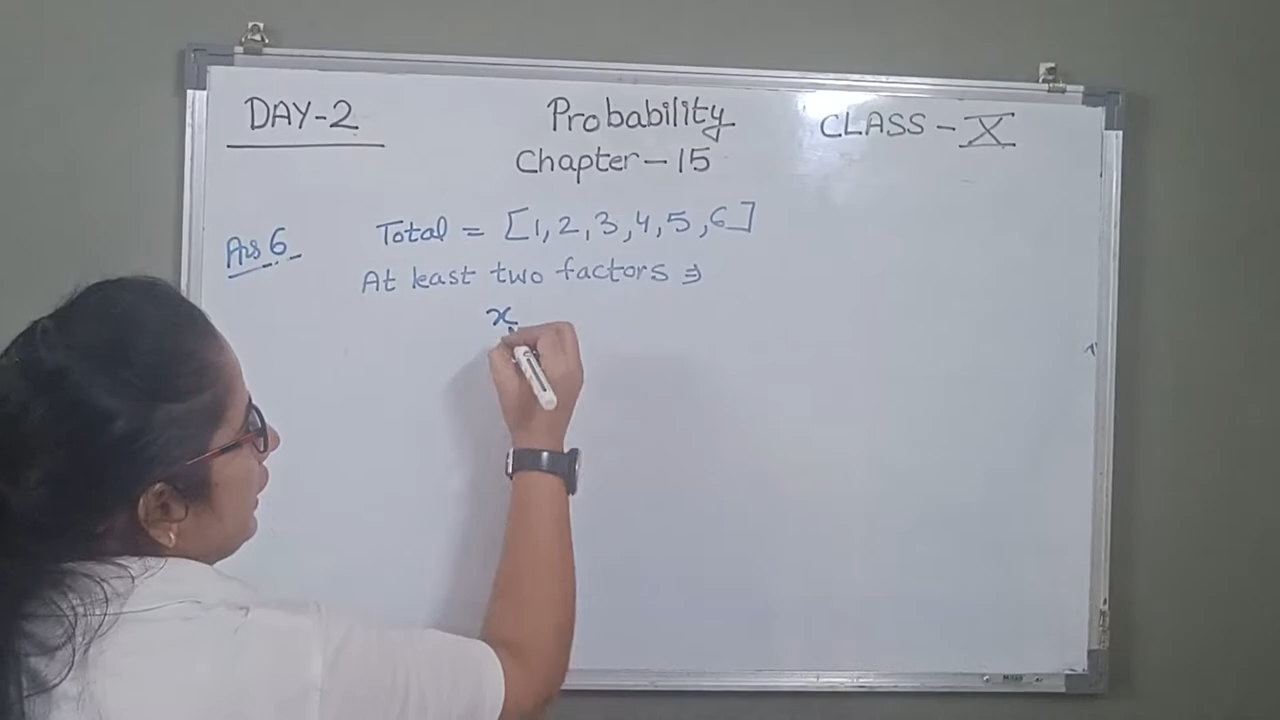 DAY-2 Probability CLASS - X
Chapter - 15
Ans 6 Total = [1, 2, 3, 4, 5, 6]
At least two factors ⇒
x